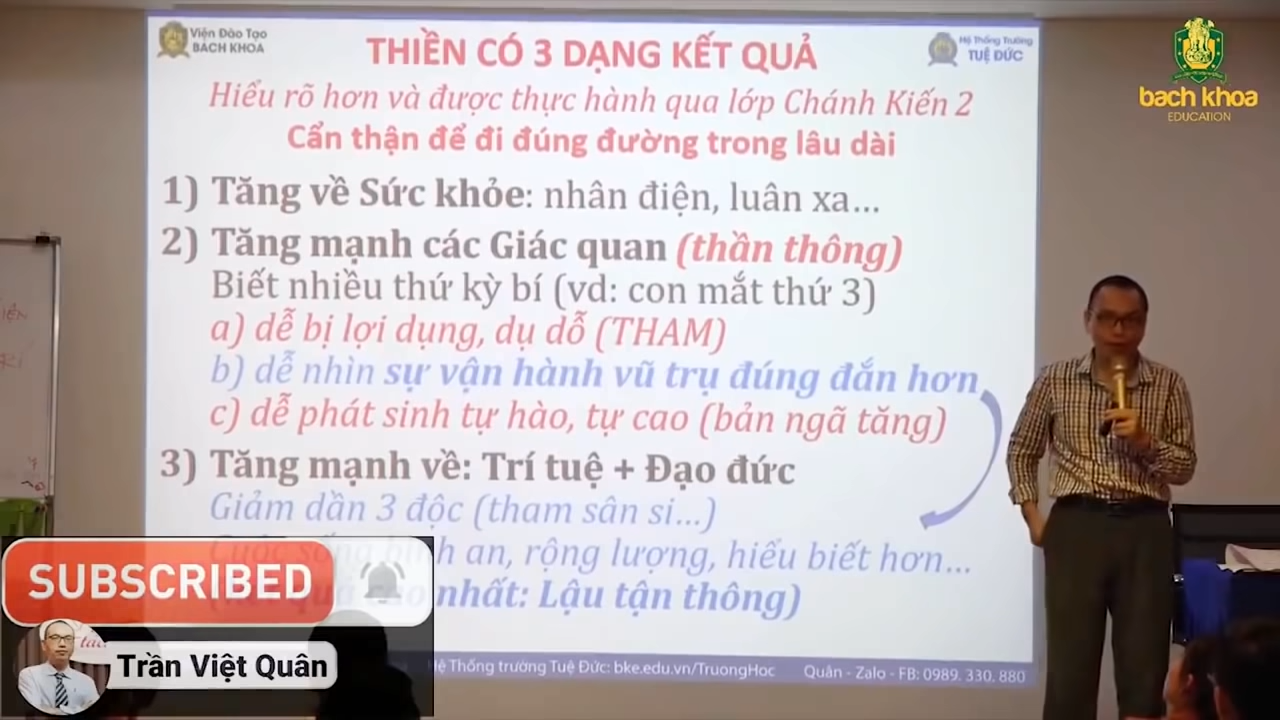 Viện Đào Tạo
BÁCH KHOA
THIỀN CÓ 3 DẠNG KẾT QUẢ
Hệ Thống Trường
TUỆ ĐỨC
bach khoa
EDUCATION
Hiểu rõ hơn và được thực hành qua lớp Chánh Kiến 2
Cẩn thận để đi đúng đường trong lâu dài
1) Tăng về Sức khỏe: nhân điện, luân xa...
2) Tăng mạnh các Giác quan (thần thông)
Biết nhiều thứ kỳ bí (vd: con mắt thứ 3)
a) dễ bị lợi dụng, dụ dỗ (THAM)
b) dễ nhìn sự vận hành vũ trụ đúng đắn hơn
c) dễ phát sinh tự hào, tự cao (bản ngã tăng)
3) Tăng mạnh về: Trí tuệ + Đạo đức
Giảm dần 3 độc (tham sân si...)
an, rộng lượng, hiểu biết hơn...
nhất: Lậu tận thông)
SUBSCRIBED
Trần Việt Quân
Hệ Thống trường Tuệ Đức: bke.edu.vn/TruongHoc
Quân - Zalo - FB: 0989. 330. 880